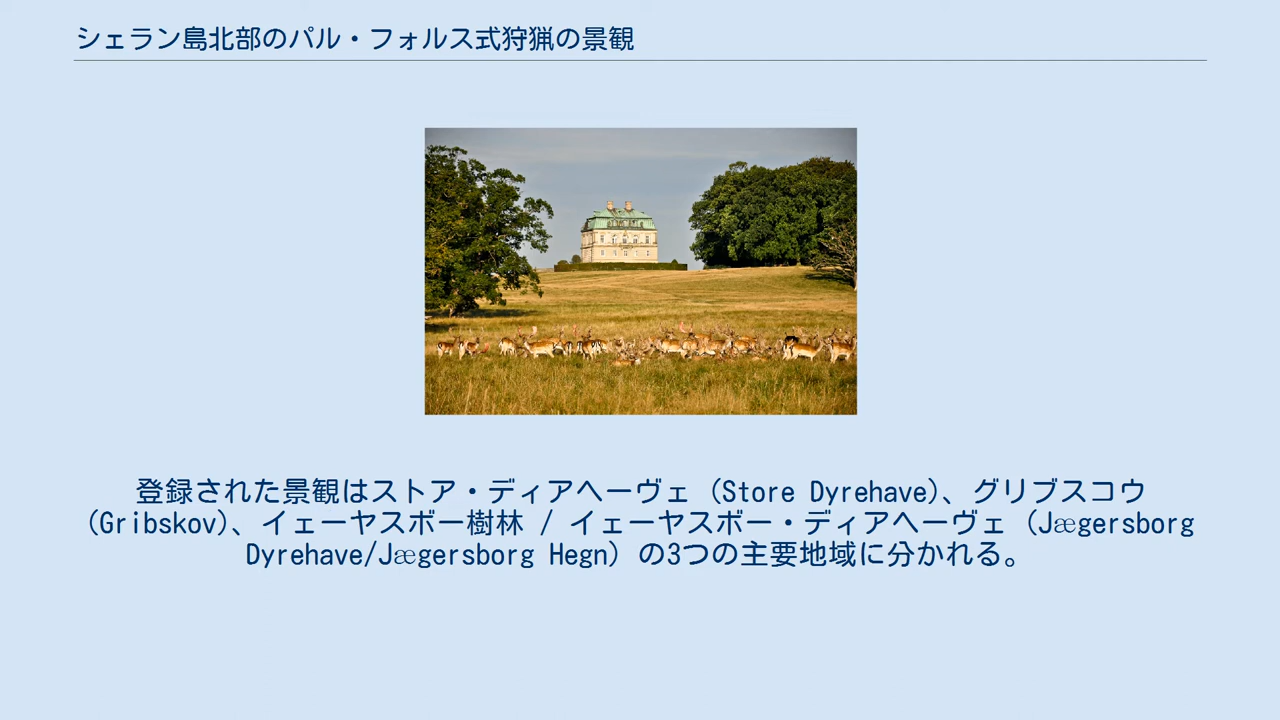 シェラン島北部のパル・フォルス式狩猟の景観
登録された景観はストア・ディアヘーヴェ (Store Dyrehave)、グリブスコウ
(Gribskov)、イェーヤスボー樹林 / イェーヤスボー・ディアヘーヴェ (Jægersborg
Dyrehave/Jægersborg Hegn) の3つの主要地域に分かれる。